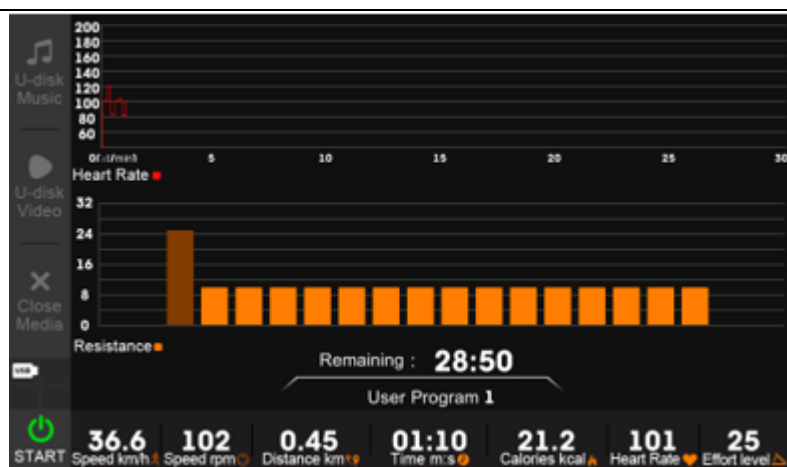 200
180
160
140
120
100
80
60
U-disk
Music
5 10 15 20 25 30
Heart Rate
U-disk
Video
32
24
16
8
0
Close
Media
Resistance
Remaining : 28:50
USB
User Program 1
START
36.6 102 0.45 01:10 21.2 101 25
Speed km/h Speed rpm Distance km Time m:s Calories kcal Heart Rate Effort level